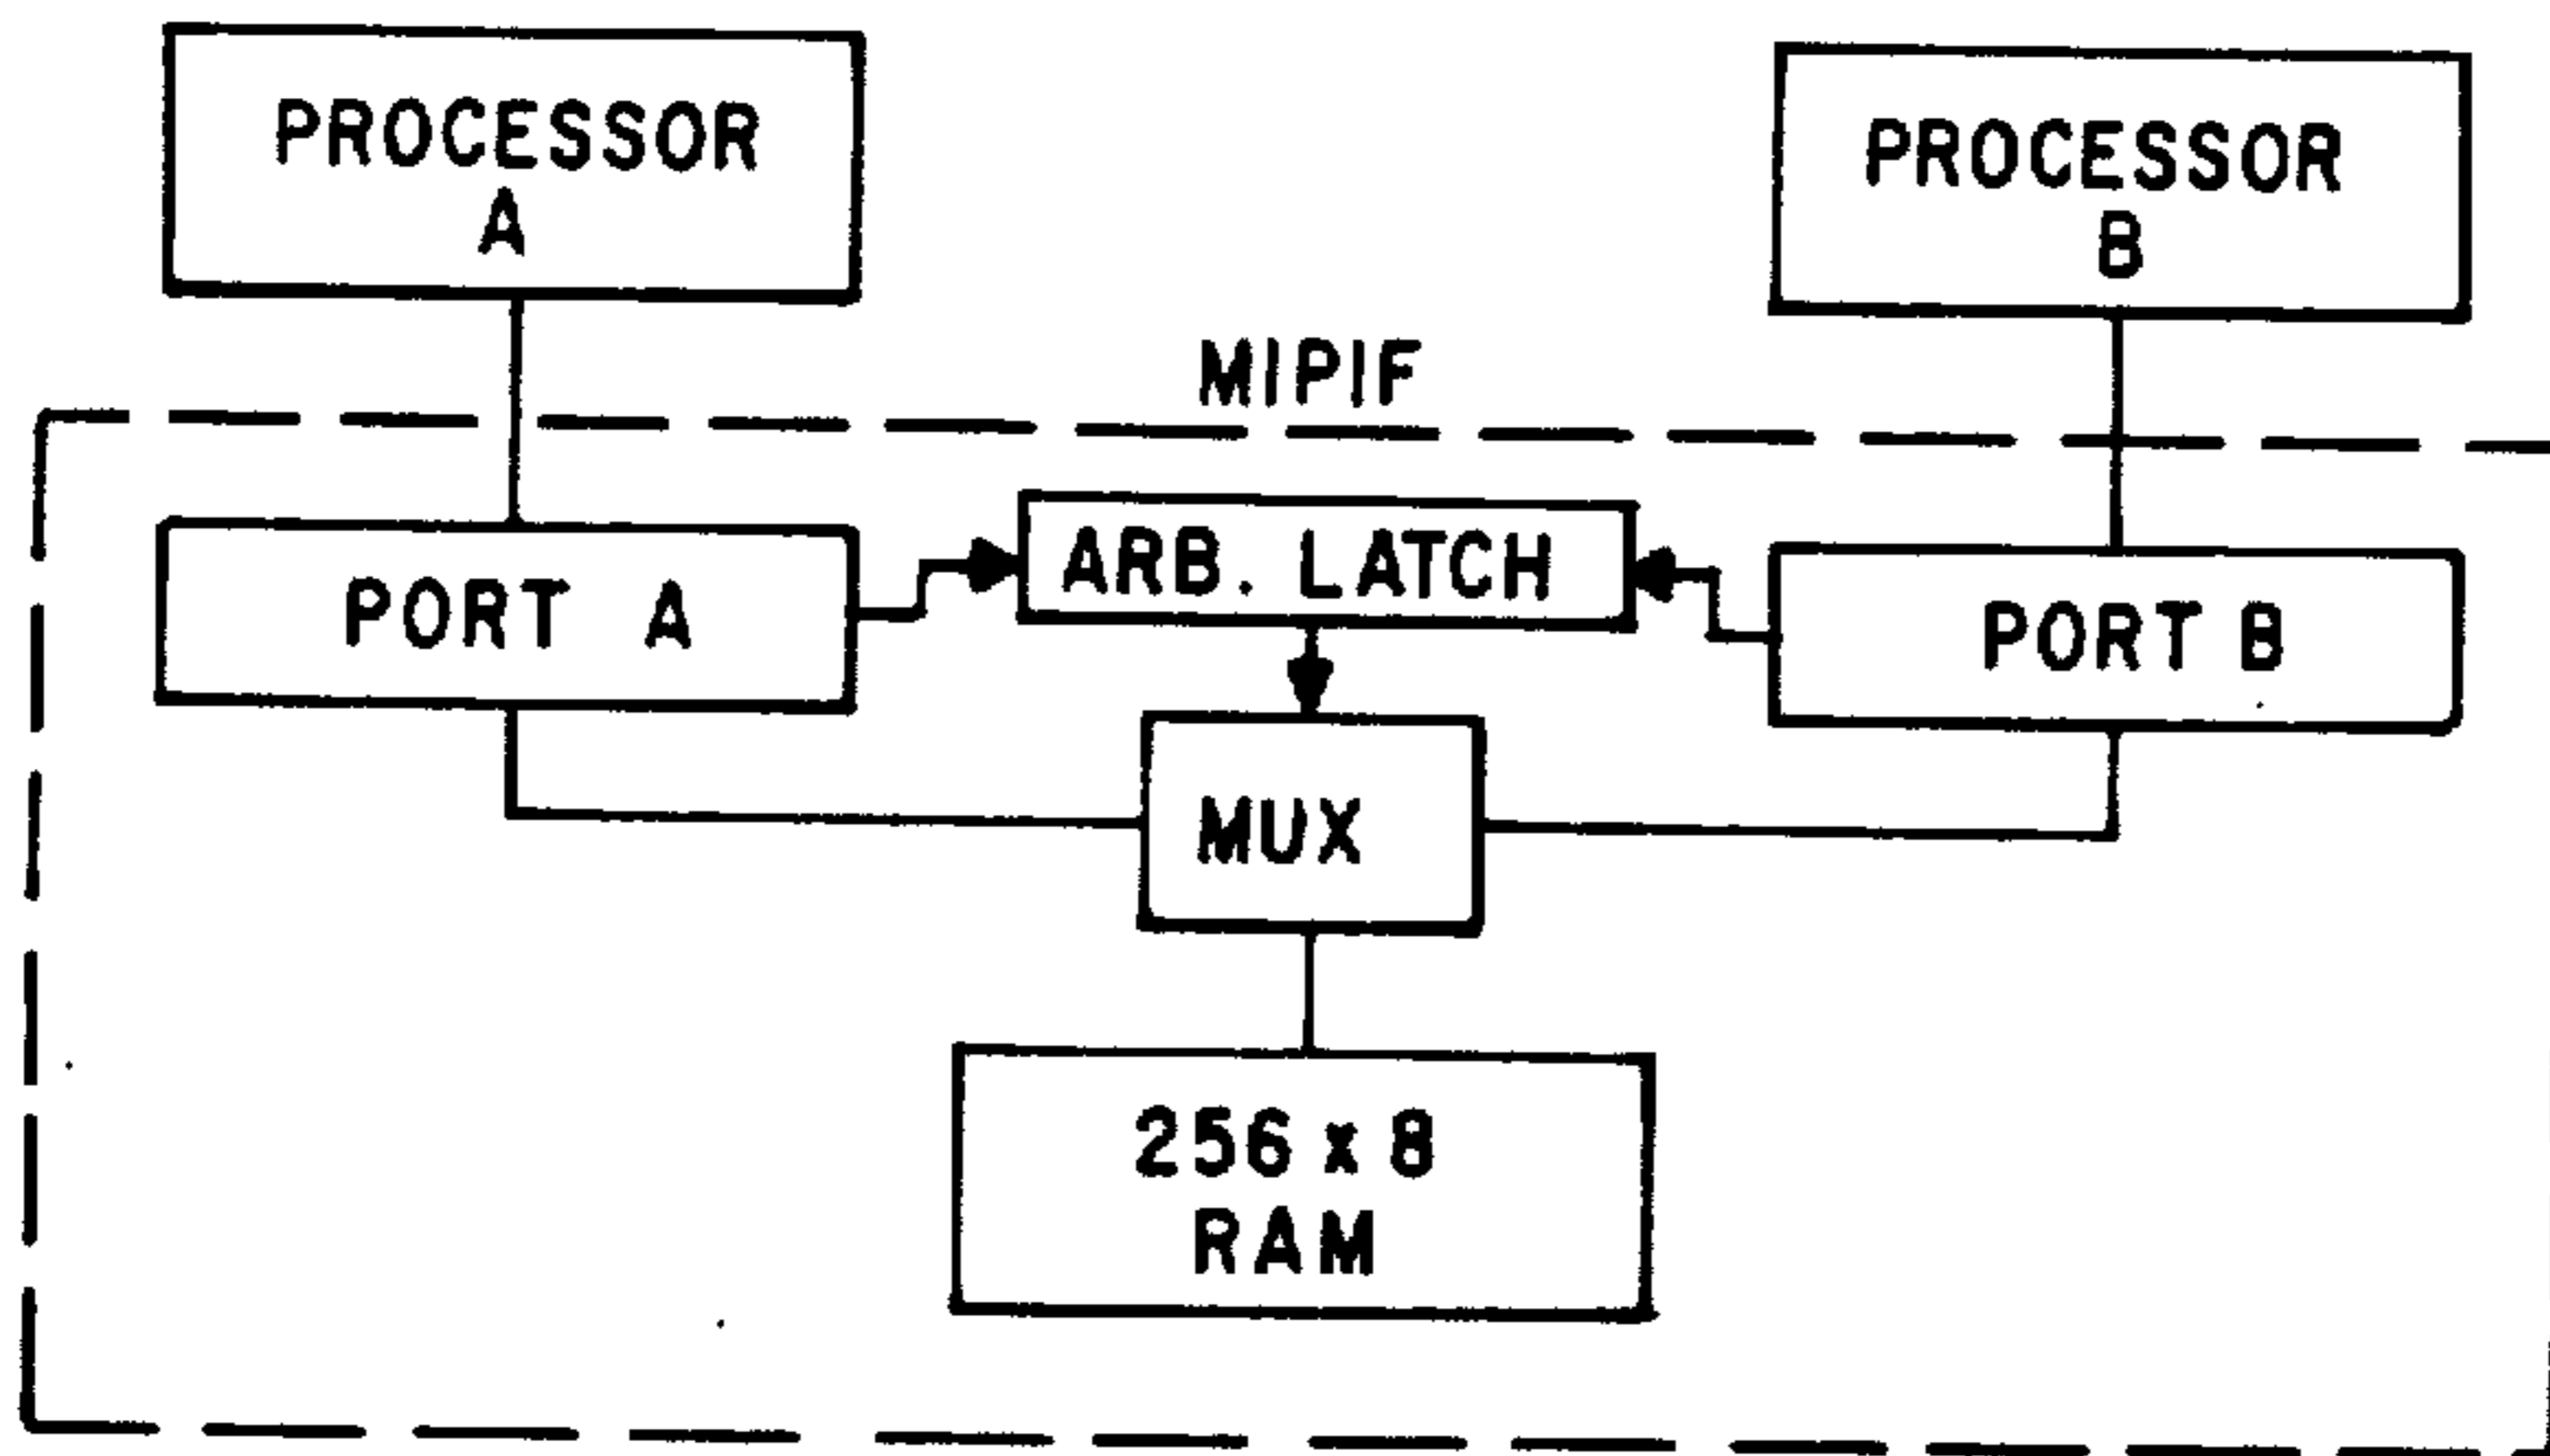 PROCESSOR
A
PROCESSOR
B
MIPIF
PORT A
ARB. LATCH
PORT B
MUX
256 x 8
RAM